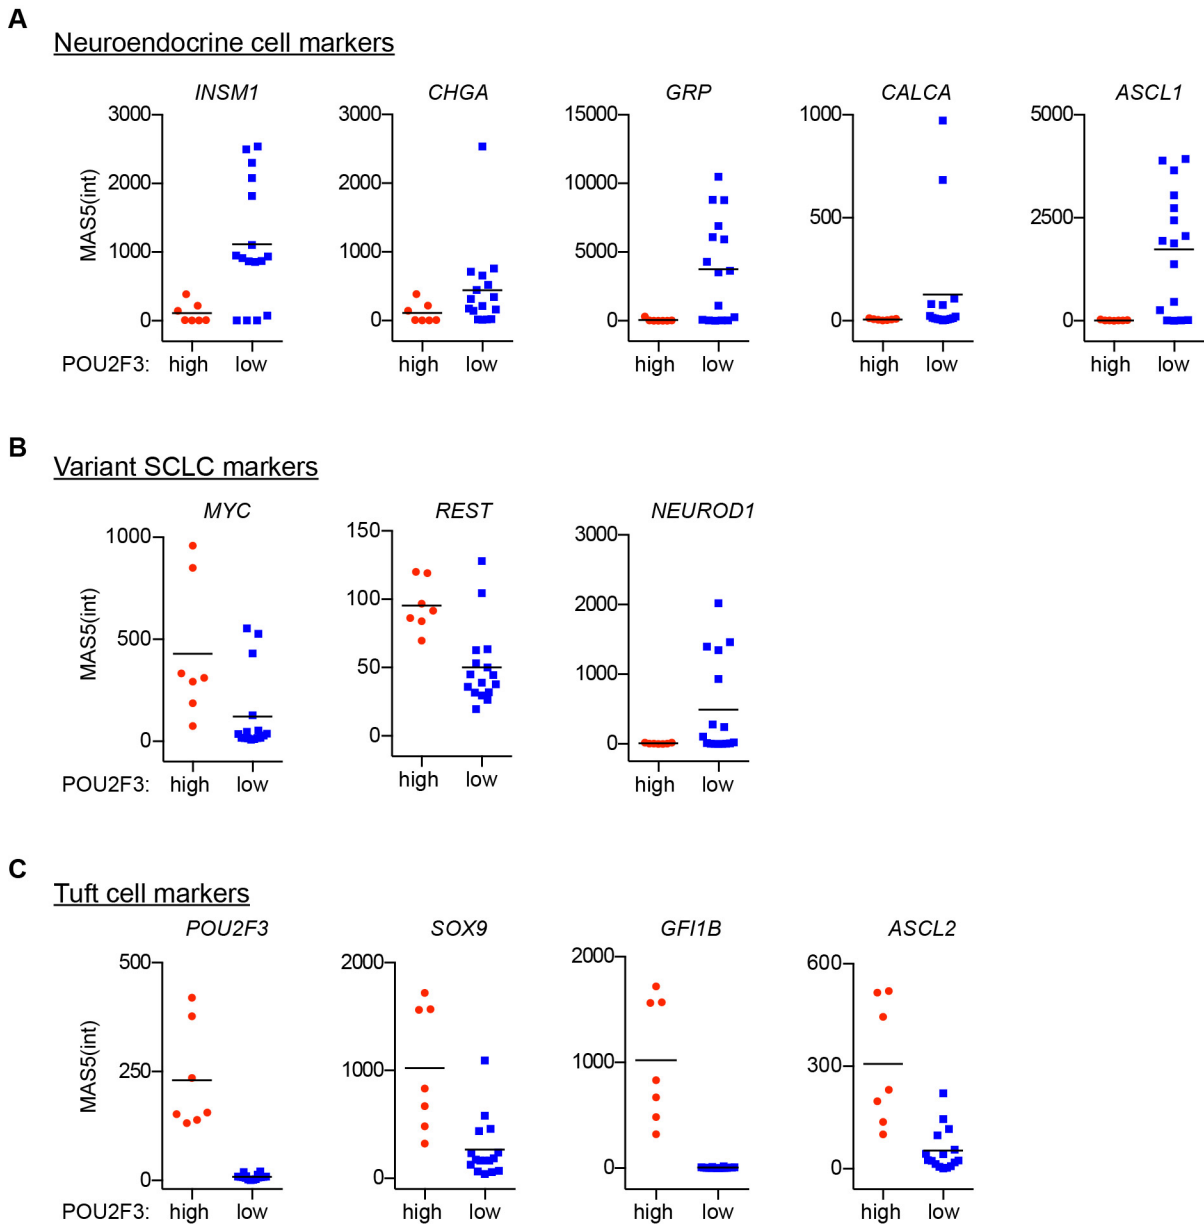 A
Neuroendocrine cell markers
INSM1
CHGA
GRP
CALCA
ASCL1
MAS5(int)
3000
2000
1000
0
3000
2000
1000
0
15000
10000
5000
0
1000
500
0
5000
2500
0
POU2F3: high low high low high low high low high low
B
Variant SCLC markers
MYC
REST
NEUROD1
MAS5(int)
1000
500
0
150
100
50
0
3000
2000
1000
0
POU2F3: high low high low high low
C
Tuft cell markers
POU2F3
SOX9
GFI1B
ASCL2
MAS5(int)
500
250
0
2000
1000
0
2000
1000
0
600
300
0
POU2F3: high low high low high low high low